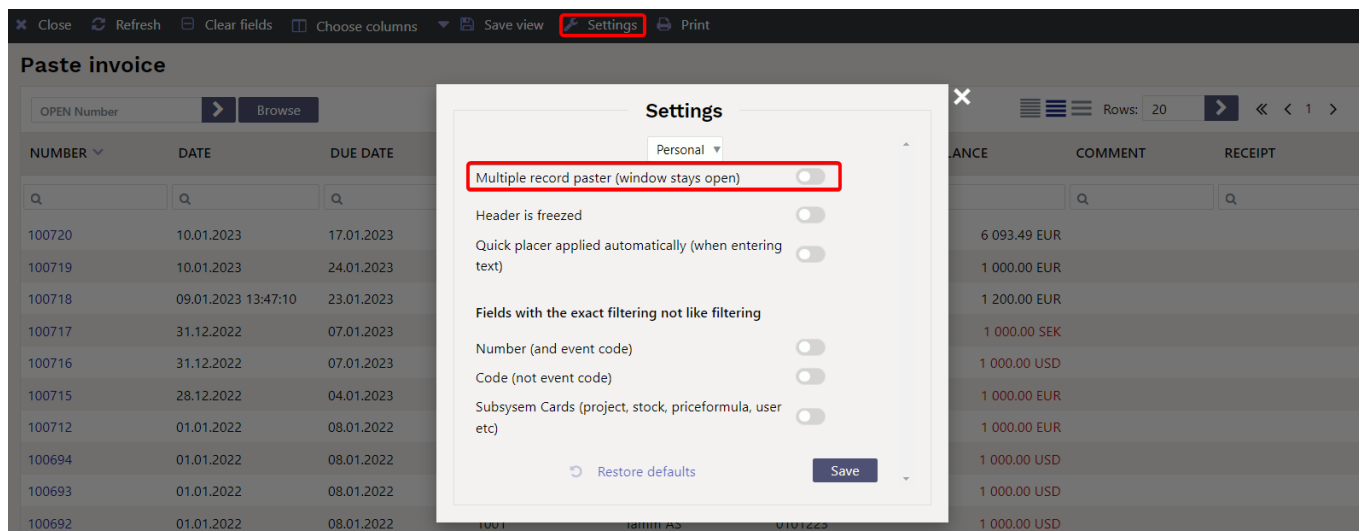 Close Refresh Clear fields Choose columns Save view Settings Print
Paste invoice
OPEN Number Browse Rows: 20 1
NUMBER DATE DUE DATE LANCE COMMENT RECEIPT
100720 10.01.2023 17.01.2023 6 093.49 EUR
100719 10.01.2023 24.01.2023 1 000.00 EUR
100718 09.01.2023 13:47:10 23.01.2023 1 200.00 EUR
100717 31.12.2022 07.01.2023 1 000.00 SEK
100716 31.12.2022 07.01.2023 1 000.00 USD
100715 28.12.2022 04.01.2023 1 000.00 EUR
100712 01.01.2022 08.01.2022 1 000.00 EUR
100694 01.01.2022 08.01.2022 1 000.00 USD
100693 01.01.2022 08.01.2022 1 000.00 USD
100692 01.01.2022 08.01.2022 1001 Tamm AS 0101223 1 000.00 USD
Settings
Personal
Multiple record paster (window stays open)
Header is freezed
Quick placer applied automatically (when entering
text)
Fields with the exact filtering not like filtering
Number (and event code)
Code (not event code)
Subsysem Cards (project, stock, priceformula, user
etc)
Restore defaults Save